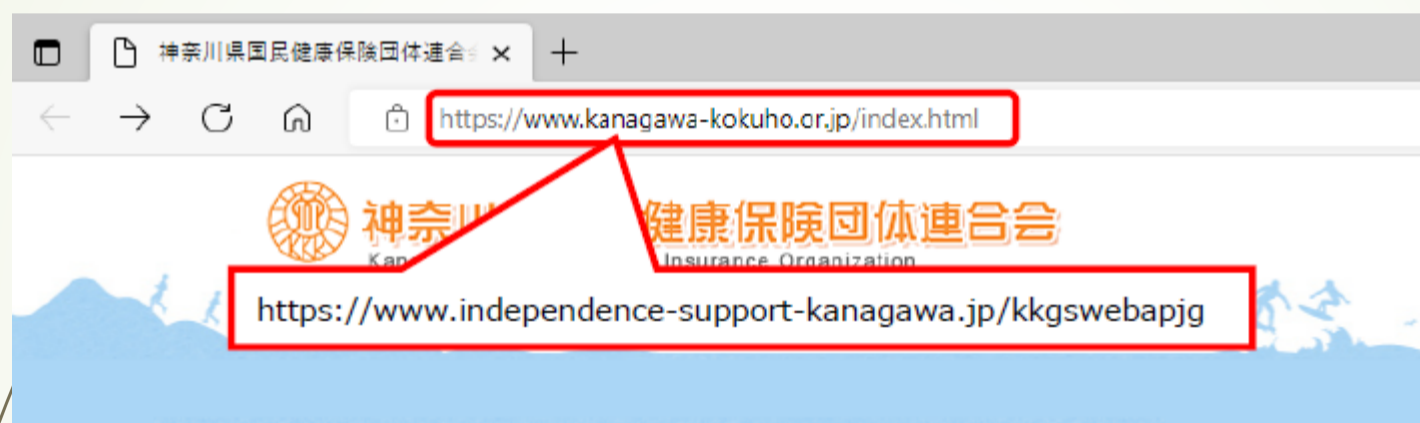 神奈川県国民健康保険団体連合会
https://www.kanagawa-kokuho.or.jp/index.html
神奈川 健康保険団体連合会
Insurance Organization
https://www.independence-support-kanagawa.jp/kkgswebapjg